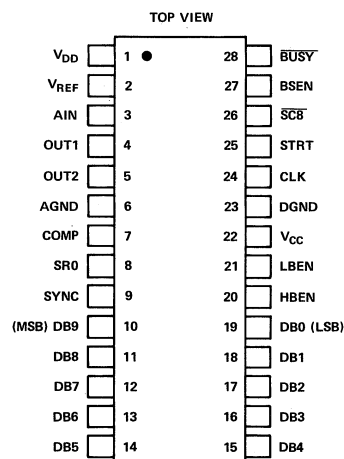 TOP VIEW
VDD 1 28 BUSY
VREF 2 27 BSEN
AIN 3 26 SC8
OUT1 4 25 STRT
OUT2 5 24 CLK
AGND 6 23 DGND
COMP 7 22 VCC
SR0 8 21 LBEN
SYNC 9 20 HBEN
(MSB) DB9 10 19 DB0 (LSB)
DB8 11 18 DB1
DB7 12 17 DB2
DB6 13 16 DB3
DB5 14 15 DB4